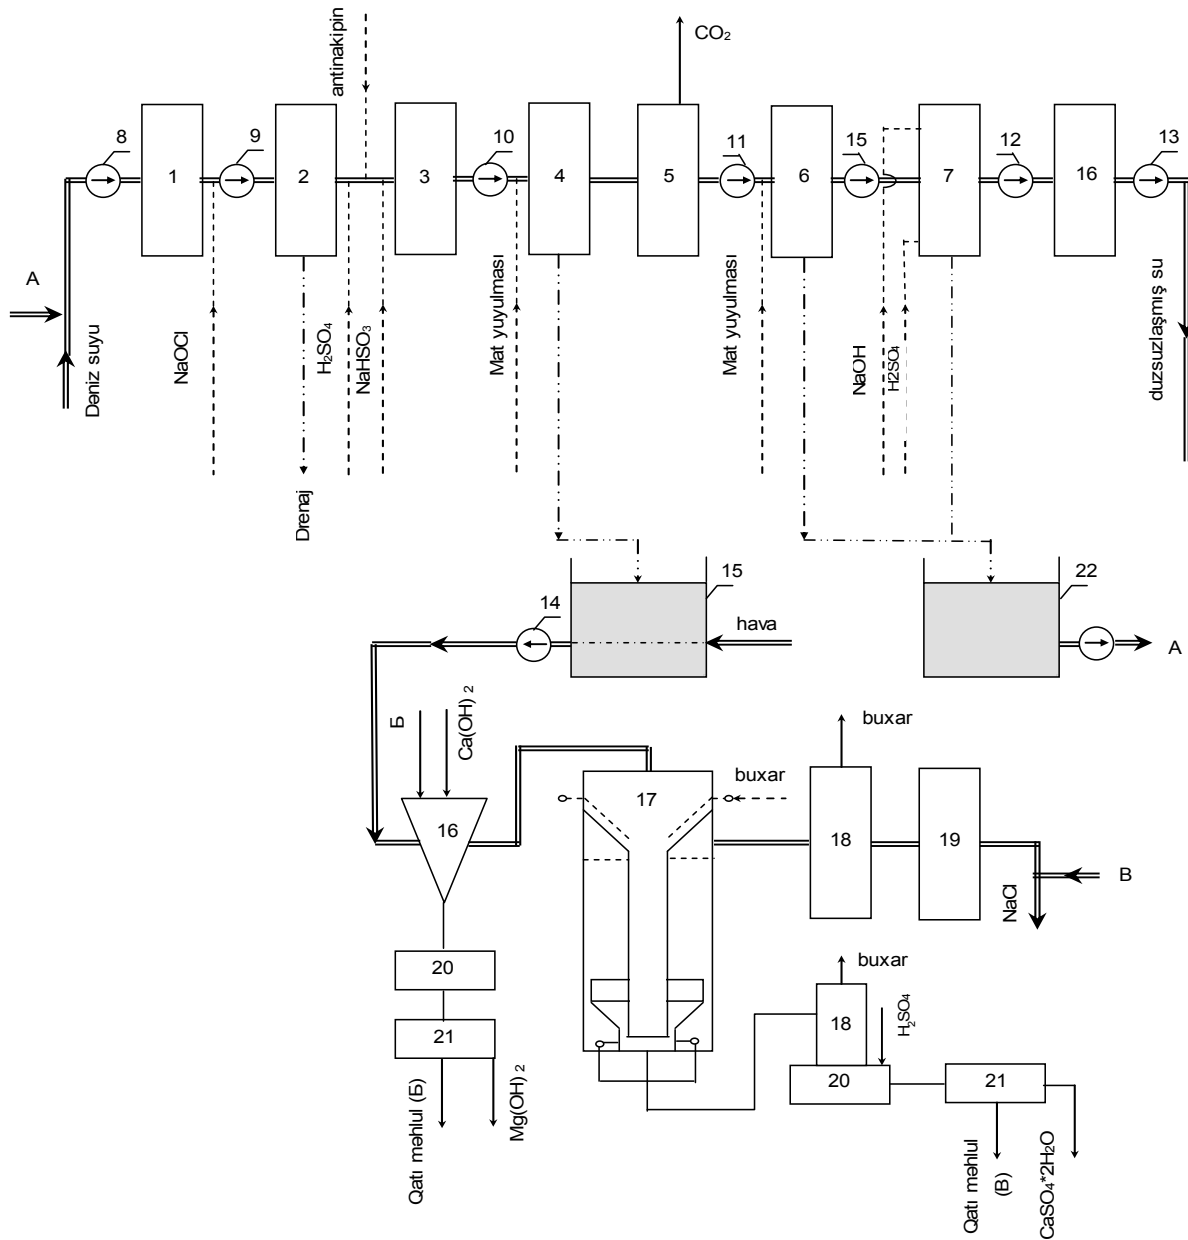 CO₂
antinakipin
8
9
10
11
15
12
13
1
2
3
4
5
6
7
16
A
Dəniz suyu
NaOCl
Drenaj
H₂SO₄
NaHSO₃
Mat yuyulması
Mat yuyulması
NaOH
H2SO₄
duzsuzlaşmış su
15
22
14
hava
A
Б
Ca(OH) ₂
buxar
17
buxar
16
18
19
NaCl
B
20
21
Qatı məhlul (Б)
Mg(OH) ₂
buxar
18
H₂SO₄
20
21
Qatı məhlul
(B)
CaSO₄*2H₂O